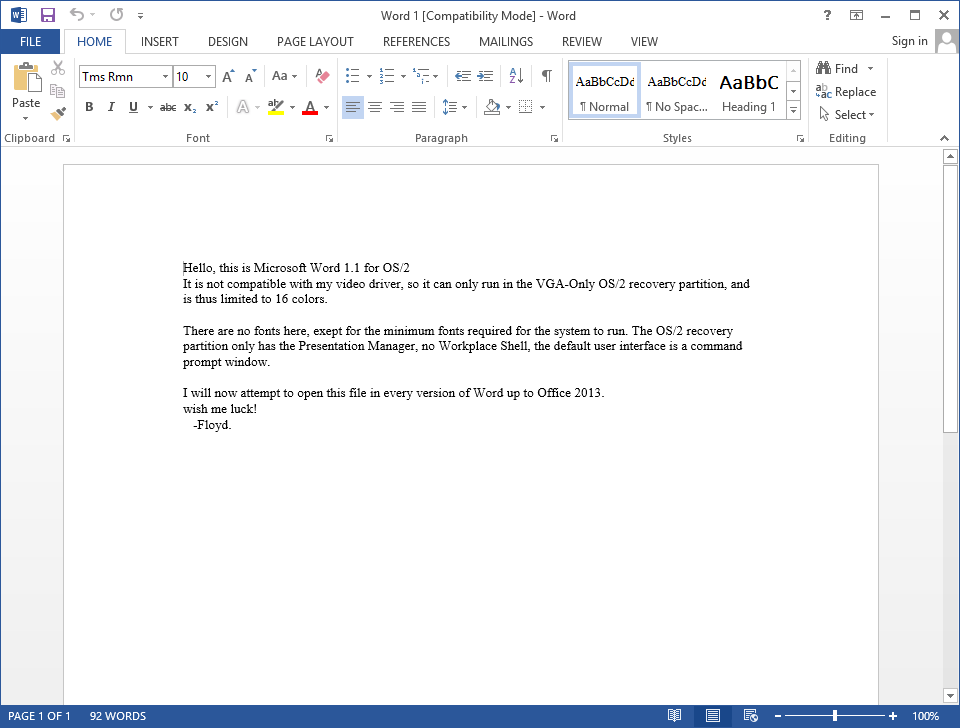 Word 1 [Compatibility Mode] - Word
?
FILE HOME INSERT DESIGN PAGE LAYOUT REFERENCES MAILINGS REVIEW VIEW Sign in
Tms Rmn 10 A A Aa A
AaBbCcDd AaBbCcDd AaBbC
Find
Paste
B I U abc x₂ x² A ab A
¶ Normal ¶ No Spac... Heading 1
Replace
Select
Clipboard Font Paragraph Styles Editing
Hello, this is Microsoft Word 1.1 for OS/2
It is not compatible with my video driver, so it can only run in the VGA-Only OS/2 recovery partition, and
is thus limited to 16 colors.
There are no fonts here, exept for the minimum fonts required for the system to run. The OS/2 recovery
partition only has the Presentation Manager, no Workplace Shell, the default user interface is a command
prompt window.
I will now attempt to open this file in every version of Word up to Office 2013.
wish me luck!
-Floyd.
PAGE 1 OF 1 92 WORDS 100%